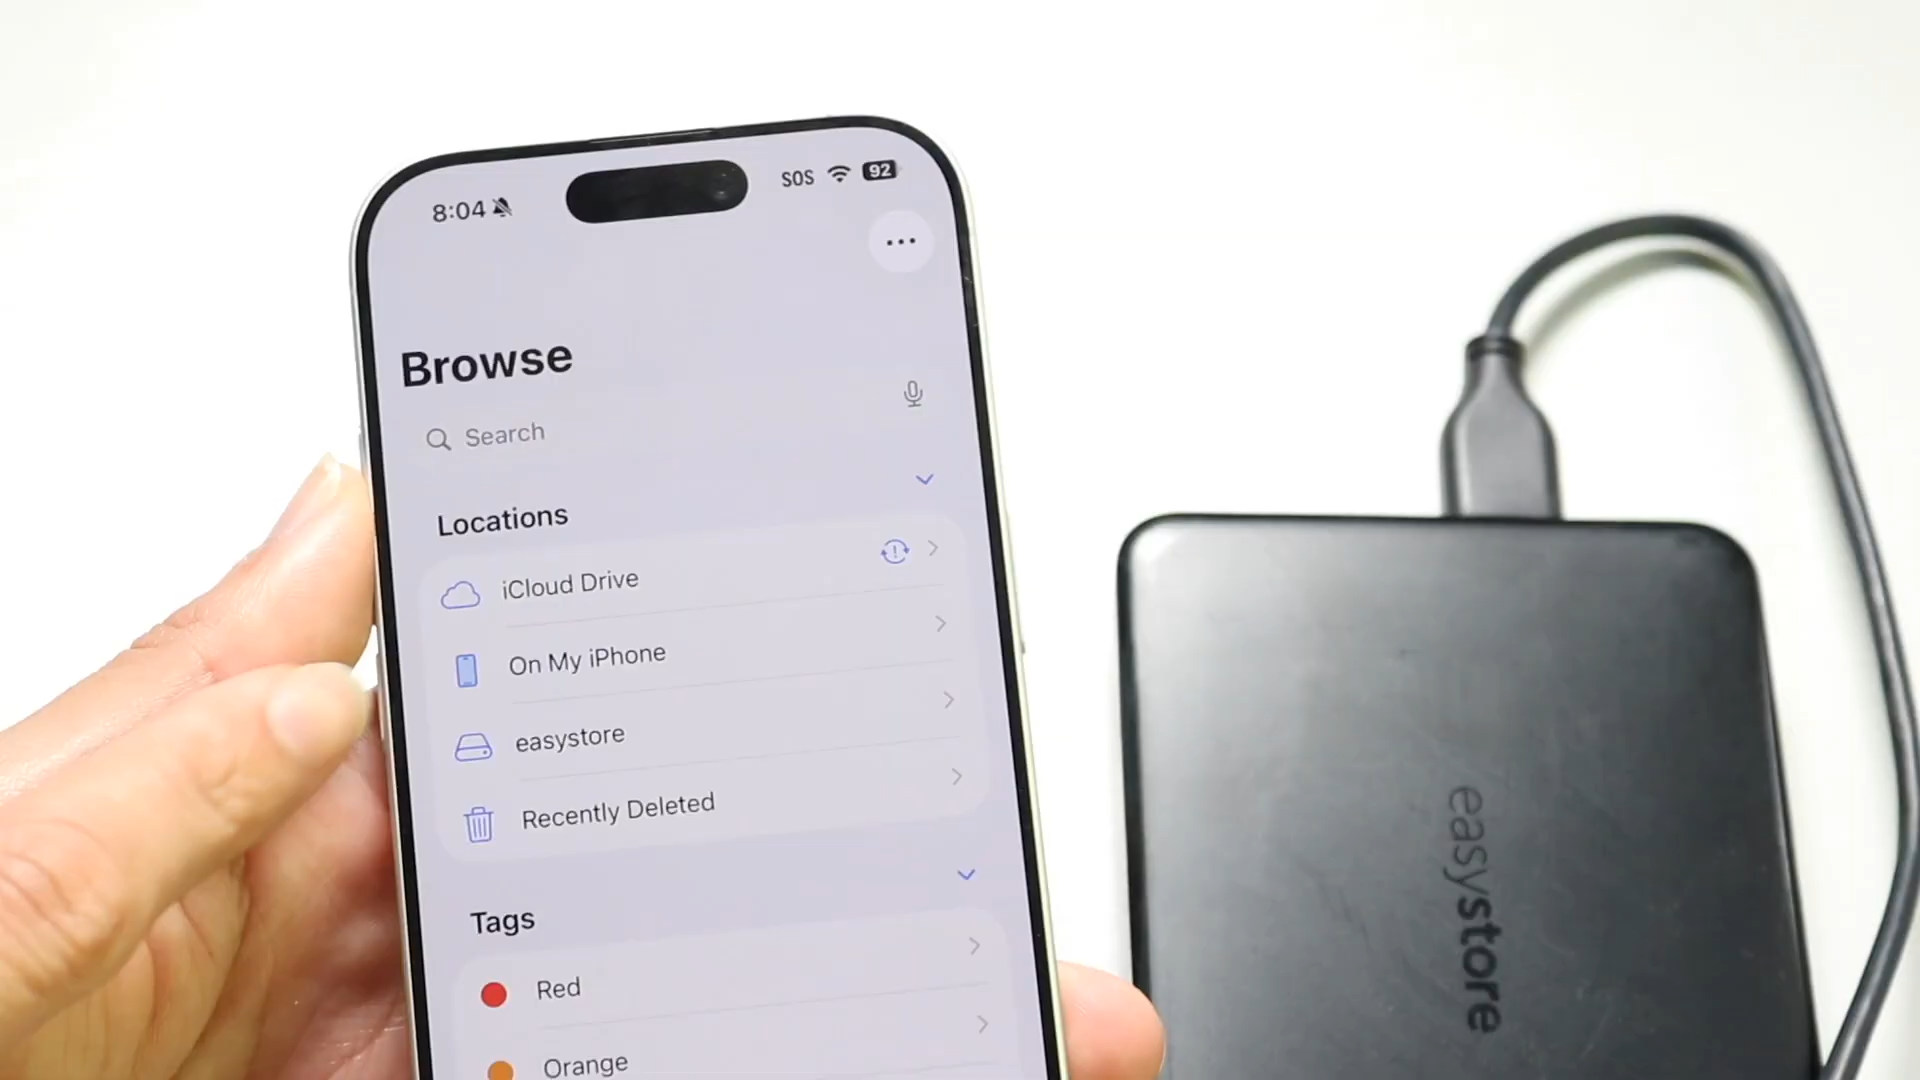 8:04
SOS 92
Browse
Search
Locations
iCloud Drive
On My iPhone
easystore
Recently Deleted
Tags
Red
Orange
easystore